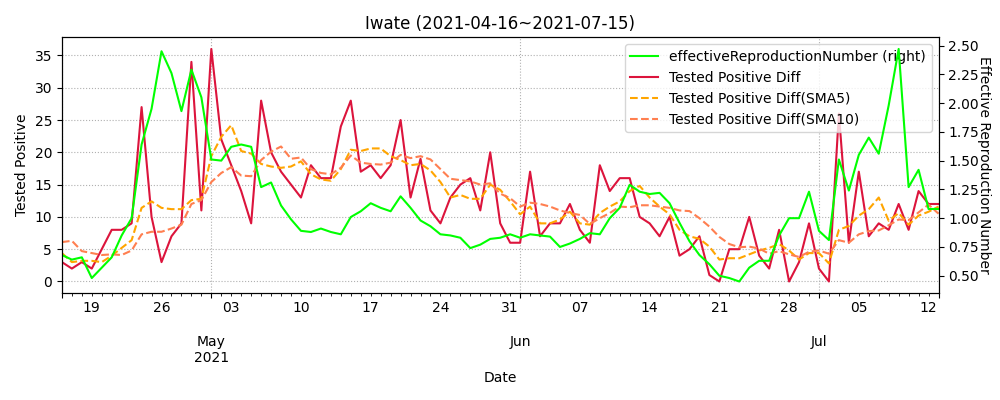 Iwate (2021-04-16~2021-07-15)
effectiveReproductionNumber (right)
Tested Positive Diff
Tested Positive Diff(SMA5)
Tested Positive Diff(SMA10)
Tested Positive
35
30
25
20
15
10
5
0
2.50
2.25
2.00
1.75
1.50
1.25
1.00
0.75
0.50
Effective Reproduction Number
19 26 03 10 17 24 31 07 14 21 28 05 12
May Jun Jul
2021
Date